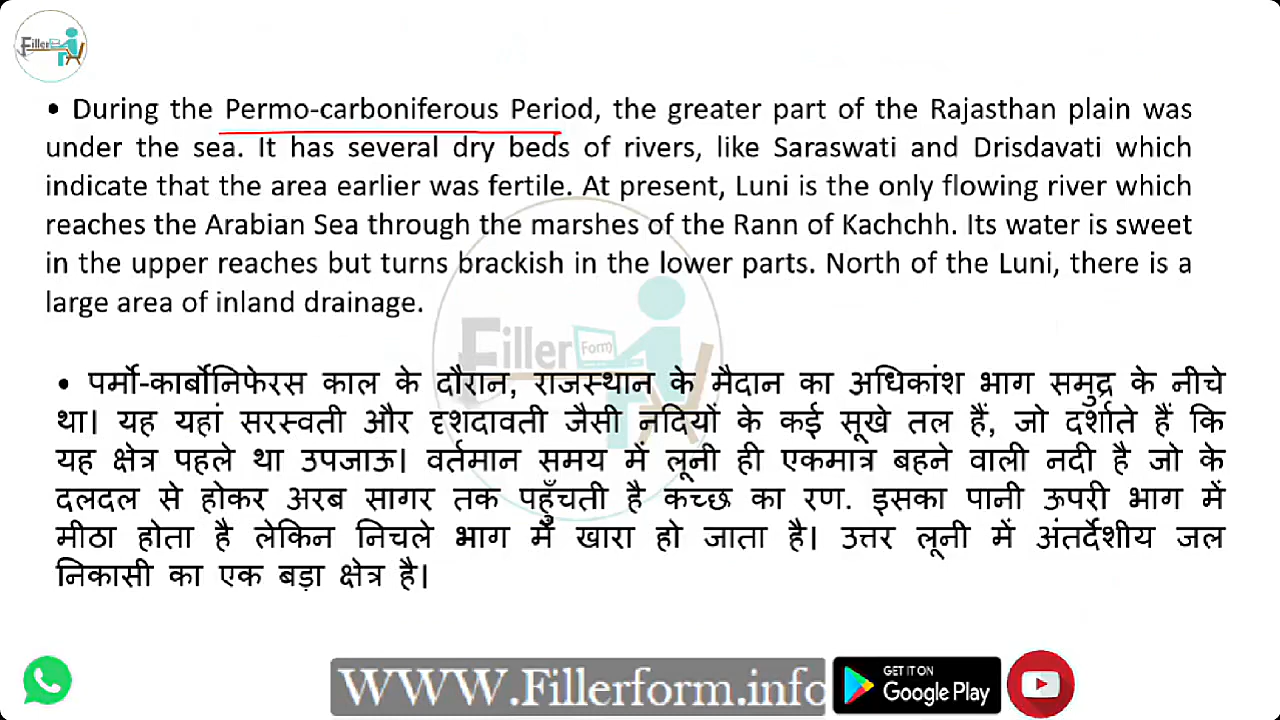 Filler
• During the Permo-carboniferous Period, the greater part of the Rajasthan plain was
under the sea. It has several dry beds of rivers, like Saraswati and Drisdavati which
indicate that the area earlier was fertile. At present, Luni is the only flowing river which
reaches the Arabian Sea through the marshes of the Rann of Kachchh. Its water is sweet
in the upper reaches but turns brackish in the lower parts. North of the Luni, there is a
large area of inland drainage.
Filler Form
• पर्मो-कार्बोनिफेरस काल के दौरान, राजस्थान के मैदान का अधिकांश भाग समुद्र के नीचे
था। यह यहां सरस्वती और दृशदावती जैसी नदियों के कई सूखे तल हैं, जो दर्शाते हैं कि
यह क्षेत्र पहले था उपजाऊ। वर्तमान समय में लूनी ही एकमात्र बहने वाली नदी है जो के
दलदल से होकर अरब सागर तक पहुँचती है कच्छ का रण. इसका पानी ऊपरी भाग में
मीठा होता है लेकिन निचले भाग में खारा हो जाता है। उत्तर लूनी में अंतर्देशीय जल
निकासी का एक बड़ा क्षेत्र है।
WWW.Fillerform.info
GET IT ON
Google Play